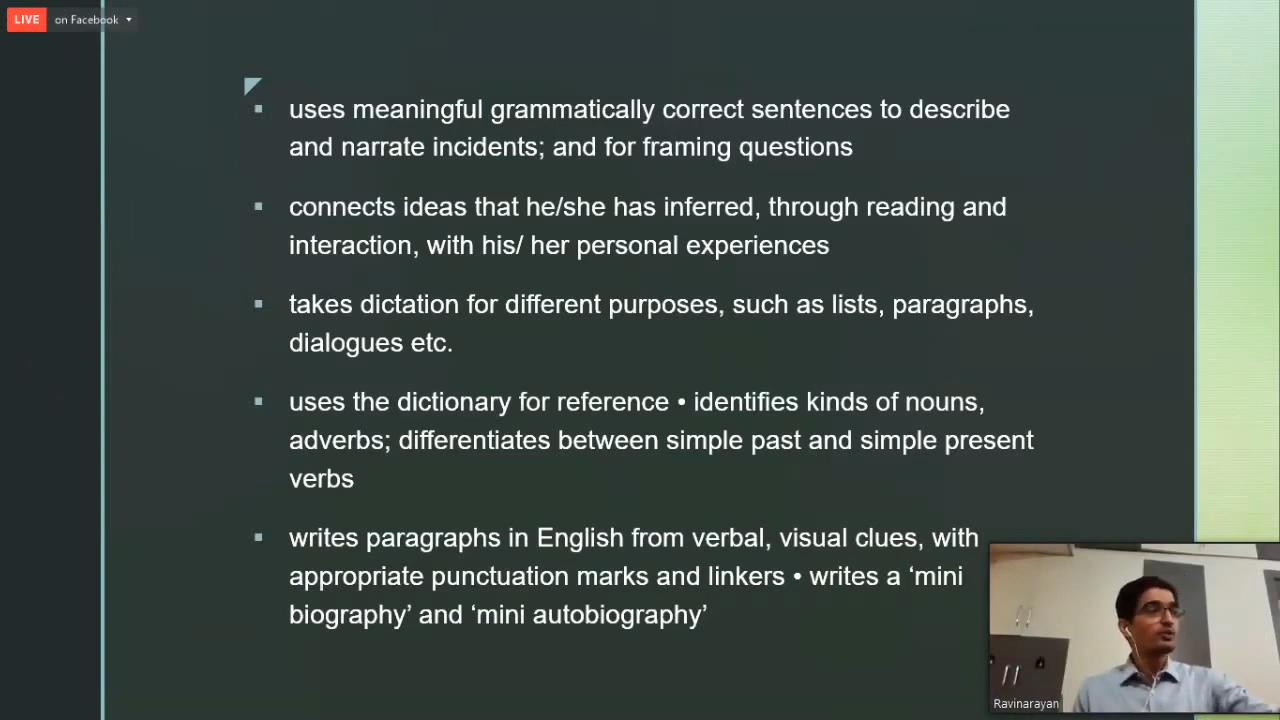 LIVE on Facebook
uses meaningful grammatically correct sentences to describe
and narrate incidents; and for framing questions
connects ideas that he/she has inferred, through reading and
interaction, with his/ her personal experiences
takes dictation for different purposes, such as lists, paragraphs,
dialogues etc.
uses the dictionary for reference • identifies kinds of nouns,
adverbs; differentiates between simple past and simple present
verbs
writes paragraphs in English from verbal, visual clues, with
appropriate punctuation marks and linkers • writes a ‘mini
biography’ and ‘mini autobiography’
Ravinarayan